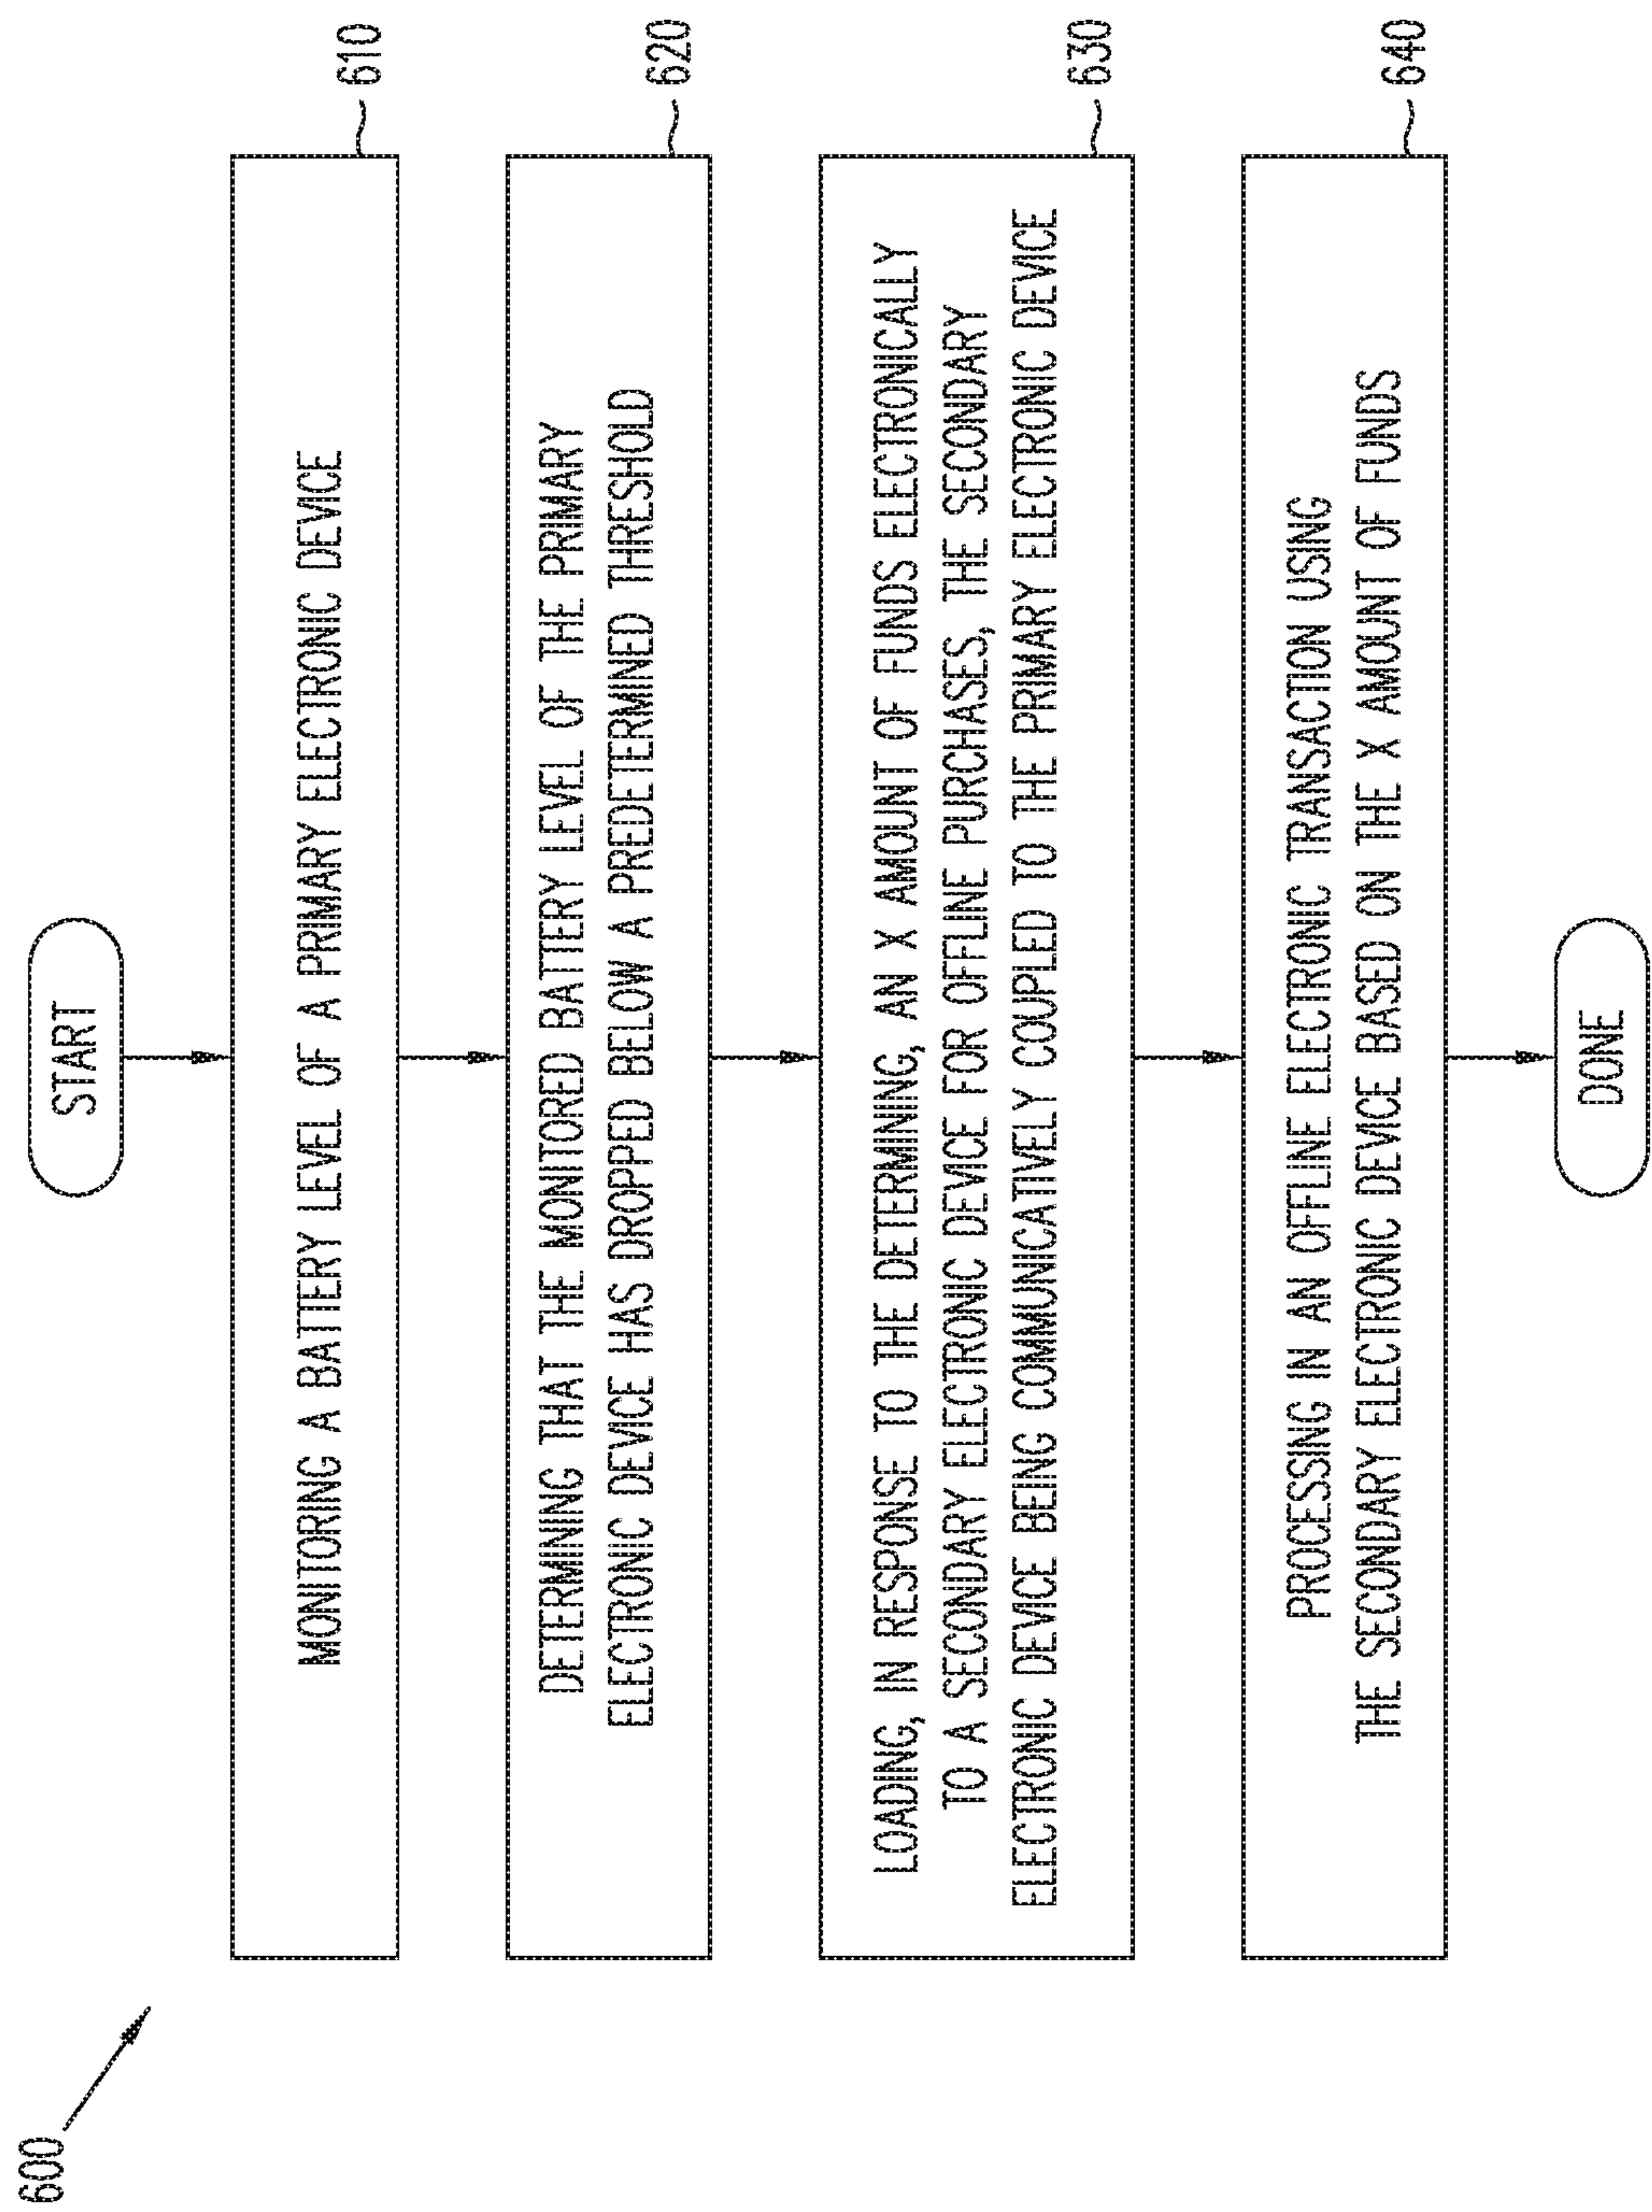 600
START
MONITORING A BATTERY LEVEL OF A PRIMARY ELECTRONIC DEVICE
610
DETERMINING THAT THE MONITORED BATTERY LEVEL OF THE PRIMARY
ELECTRONIC DEVICE HAS DROPPED BELOW A PREDETERMINED THRESHOLD
620
LOADING, IN RESPONSE TO THE DETERMINING, AN X AMOUNT OF FUNDS ELECTRONICALLY
TO A SECONDARY ELECTRONIC DEVICE FOR OFFLINE PURCHASES, THE SECONDARY
ELECTRONIC DEVICE BEING COMMUNICATIVELY COUPLED TO THE PRIMARY ELECTRONIC DEVICE
630
PROCESSING IN AN OFFLINE ELECTRONIC TRANSACTION USING
THE SECONDARY ELECTRONIC DEVICE BASED ON THE X AMOUNT OF FUNDS
640
DONE